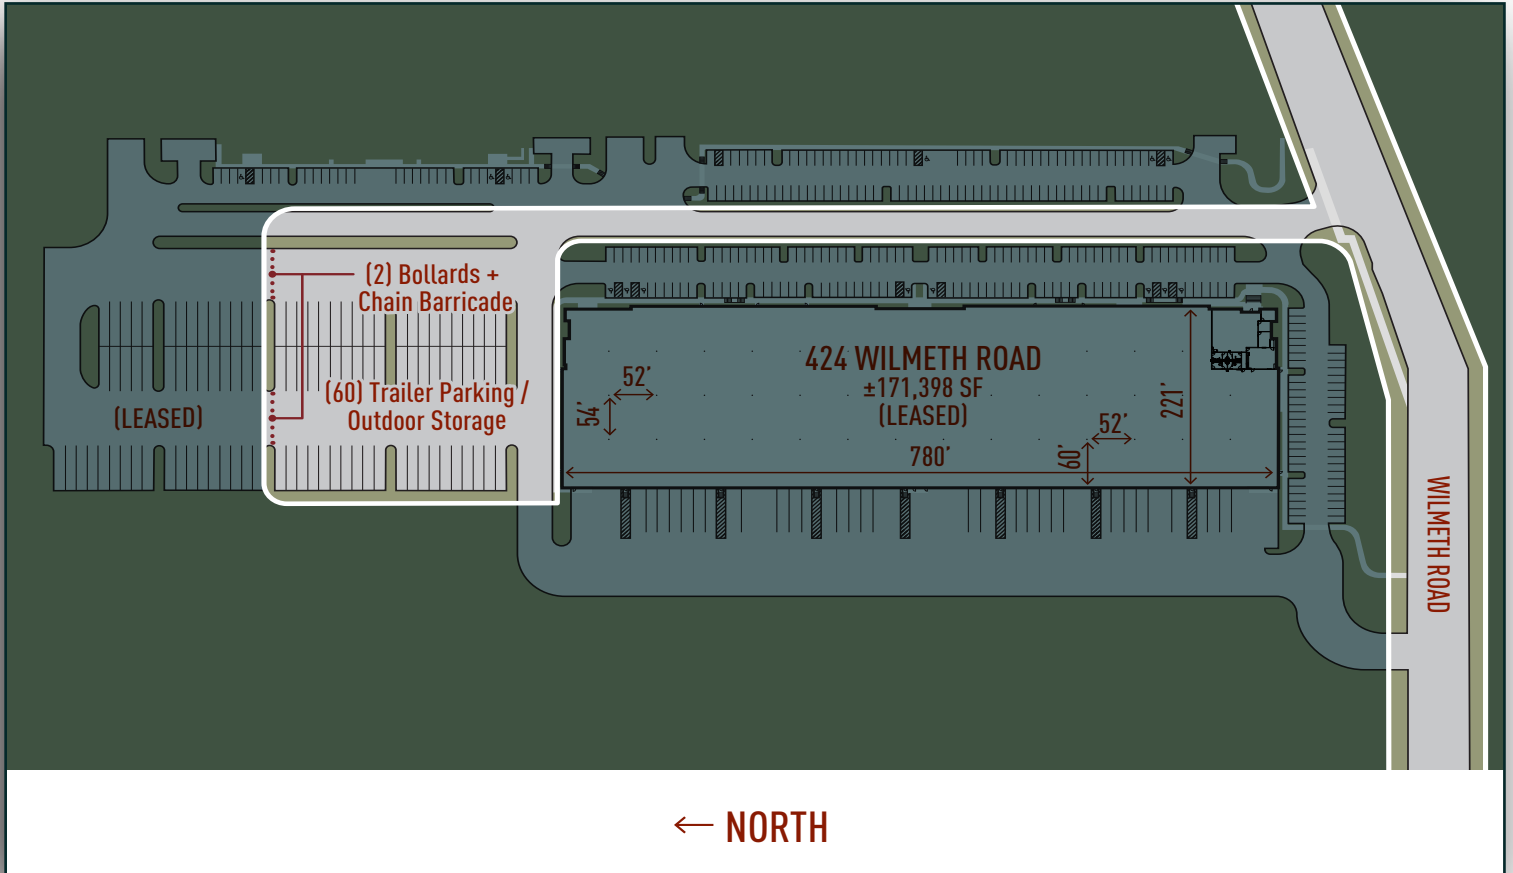 (2) Bollards +
Chain Barricade
(60) Trailer Parking /
Outdoor Storage
(LEASED)
424 WILMETH ROAD
±171,398 SF
(LEASED)
52'
54'
221'
52'
60'
780'
WILMETH ROAD
← NORTH